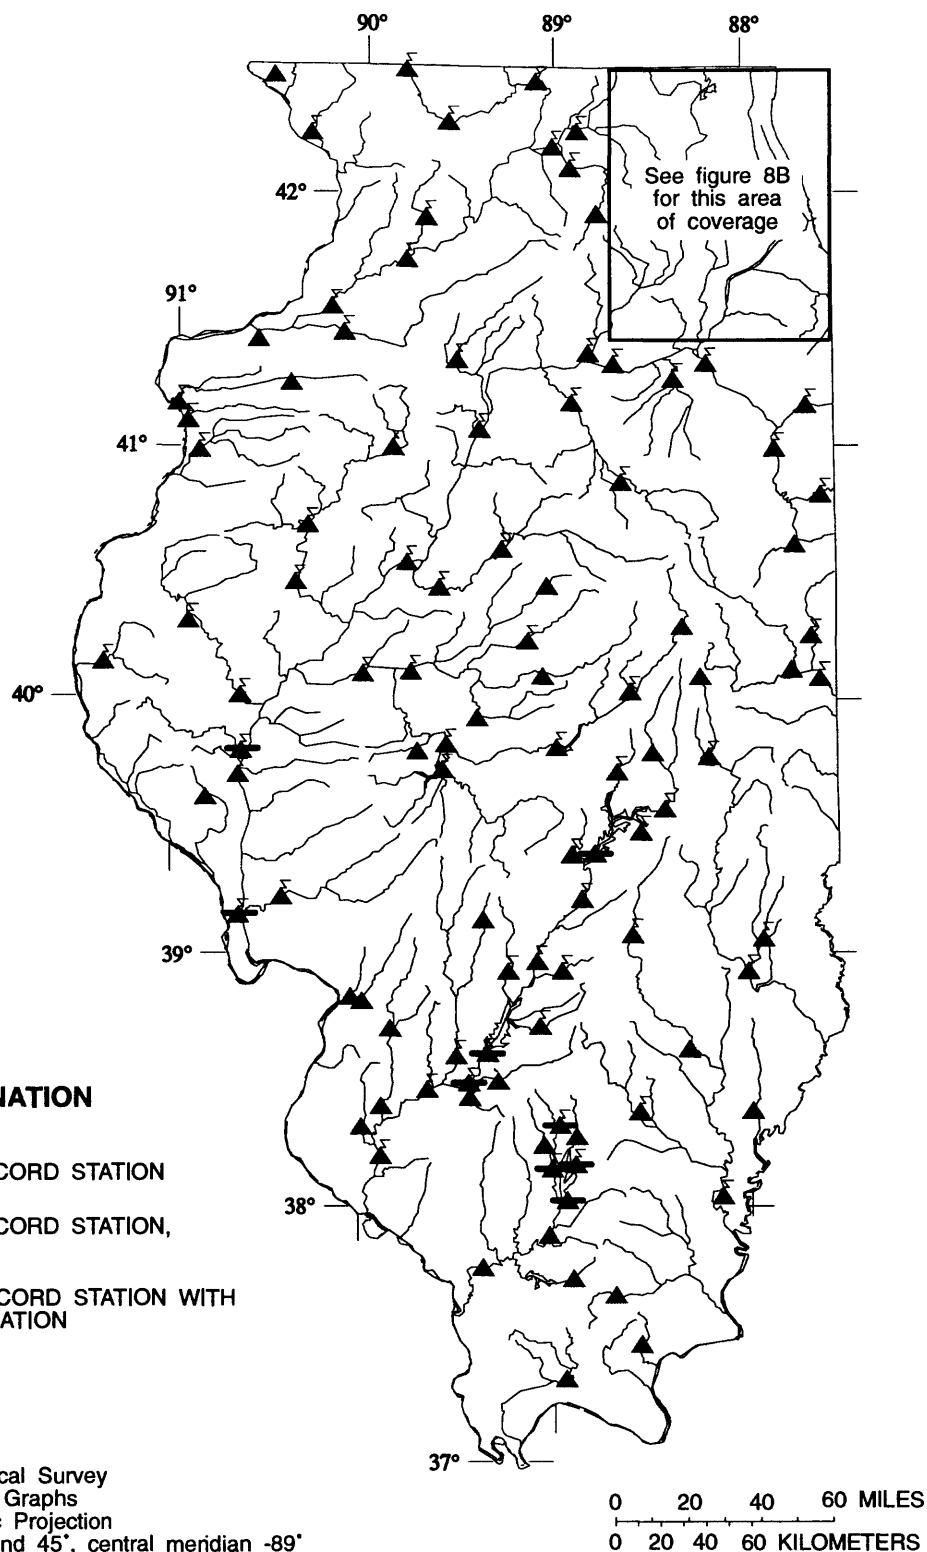 90° 89° 88°
See figure 8B
for this area
of coverage
42°
91°
41°
40°
39°
NATION
CORD STATION
CORD STATION,
38°
CORD STATION WITH
ATION
37°
cal Survey
Graphs
Projection
nd 45°, central meridian -89°
0 20 40 60 MILES
0 20 40 60 KILOMETERS